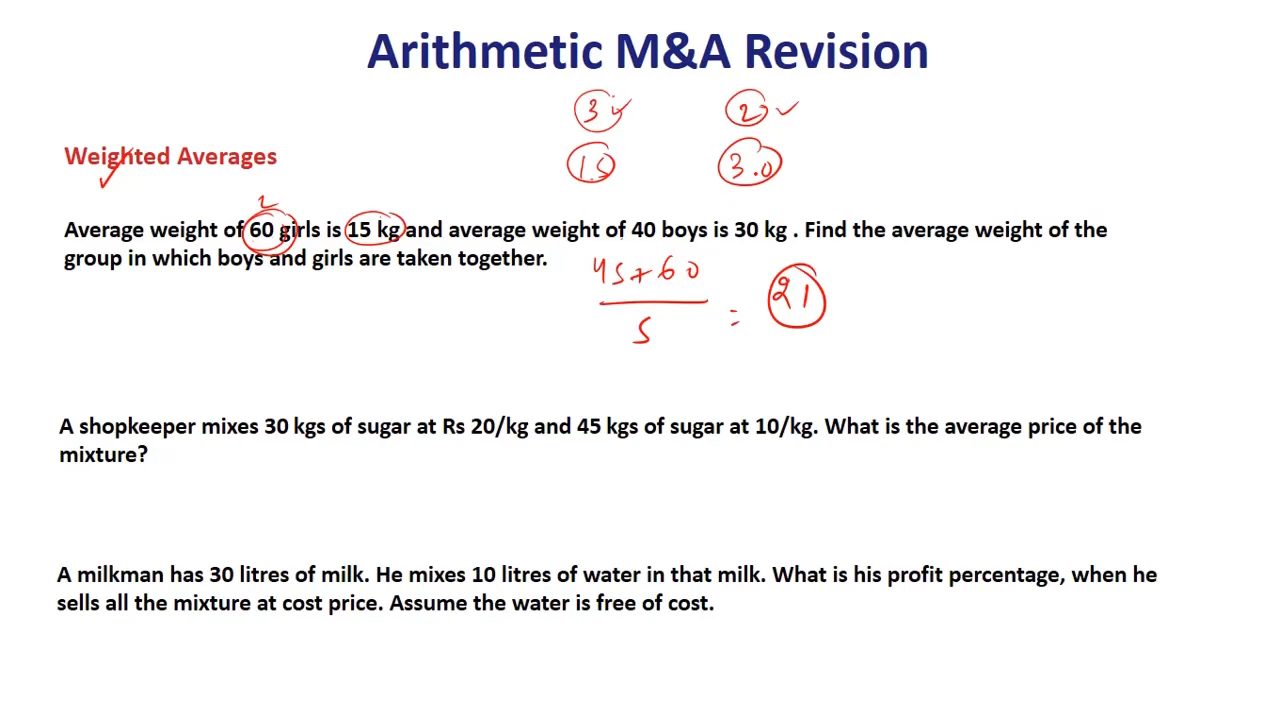 Arithmetic M&A Revision
3 2
Weighted Averages
15 3.0
2
Average weight of 60 girls is 15 kg and average weight of 40 boys is 30 kg . Find the average weight of the
group in which boys and girls are taken together.
45+60
5
= 21
A shopkeeper mixes 30 kgs of sugar at Rs 20/kg and 45 kgs of sugar at 10/kg. What is the average price of the
mixture?
A milkman has 30 litres of milk. He mixes 10 litres of water in that milk. What is his profit percentage, when he
sells all the mixture at cost price. Assume the water is free of cost.